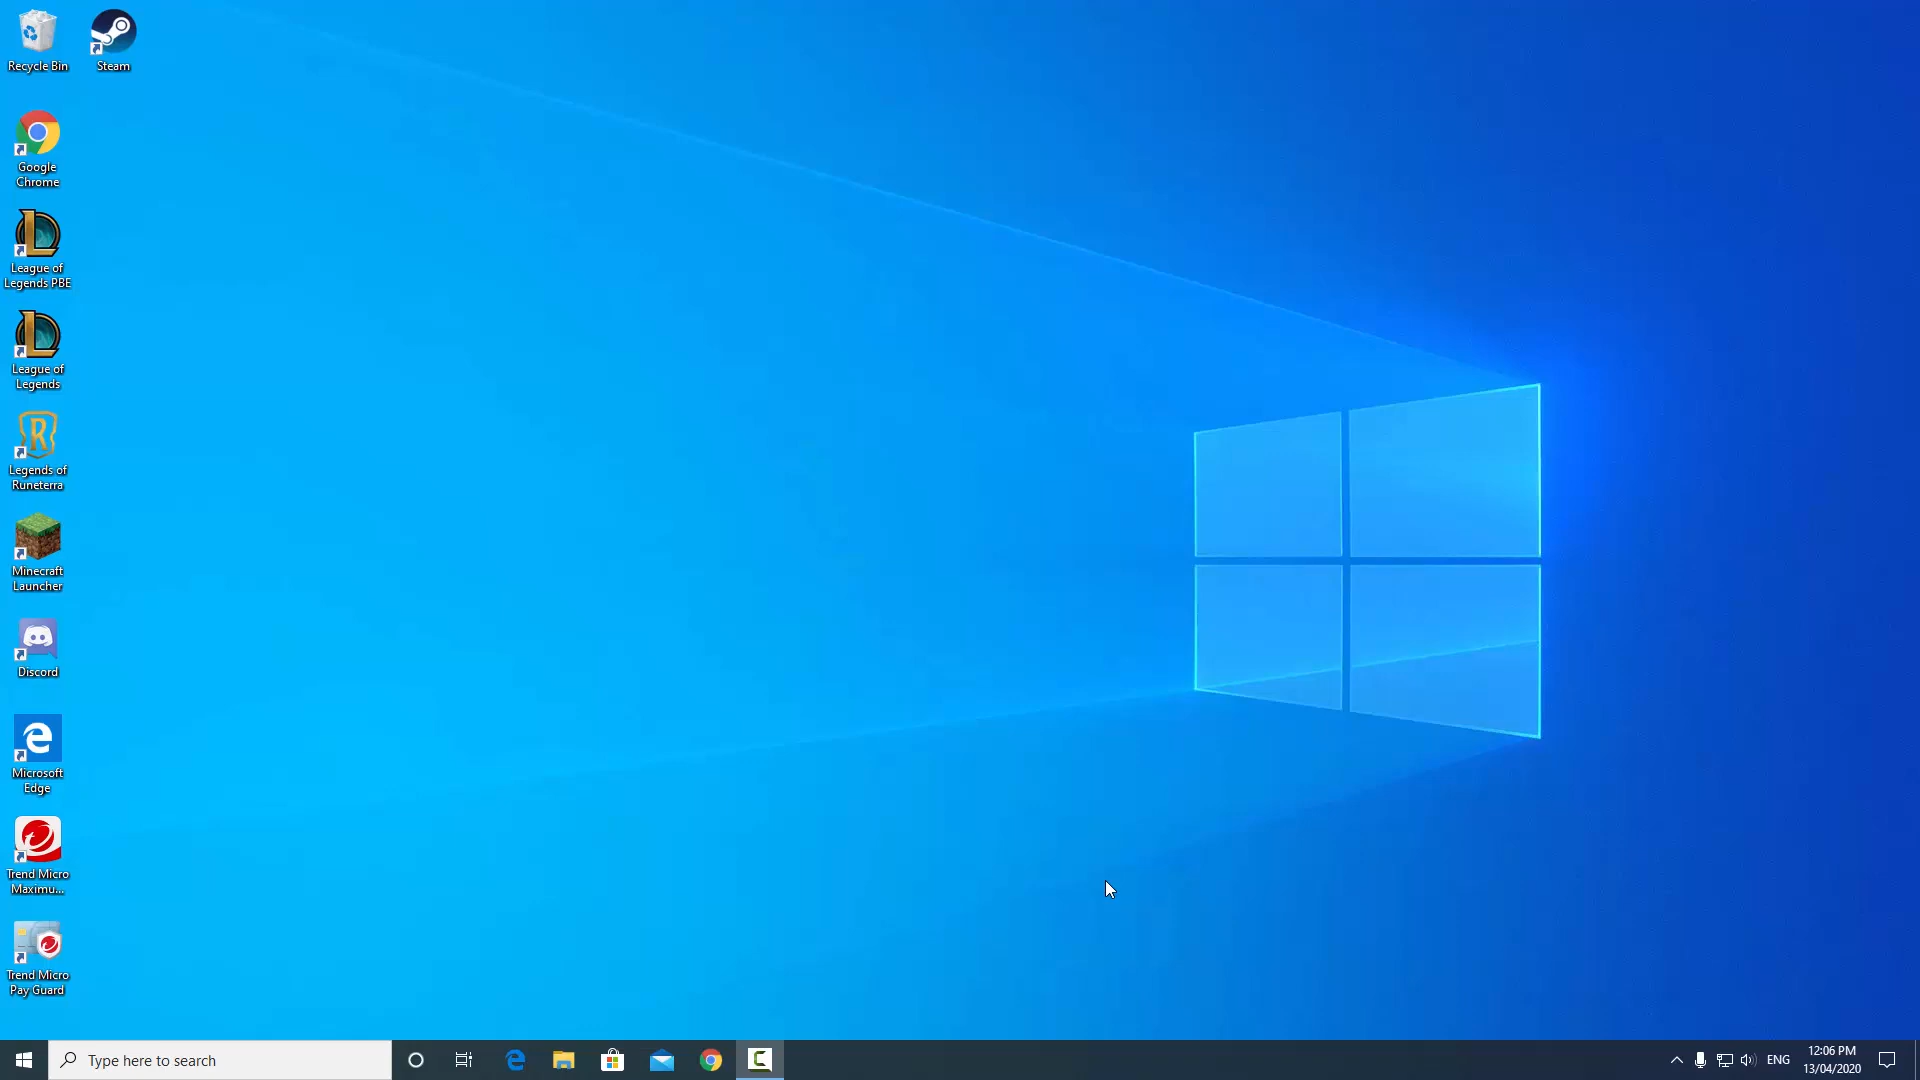 Recycle Bin
Steam
Google
Chrome
League of
Legends PBE
League of
Legends
Legends of
Runeterra
Minecraft
Launcher
Discord
Microsoft
Edge
Trend Micro
Maximu...
Trend Micro
Pay Guard
Type here to search
ENG
12:06 PM
13/04/2020